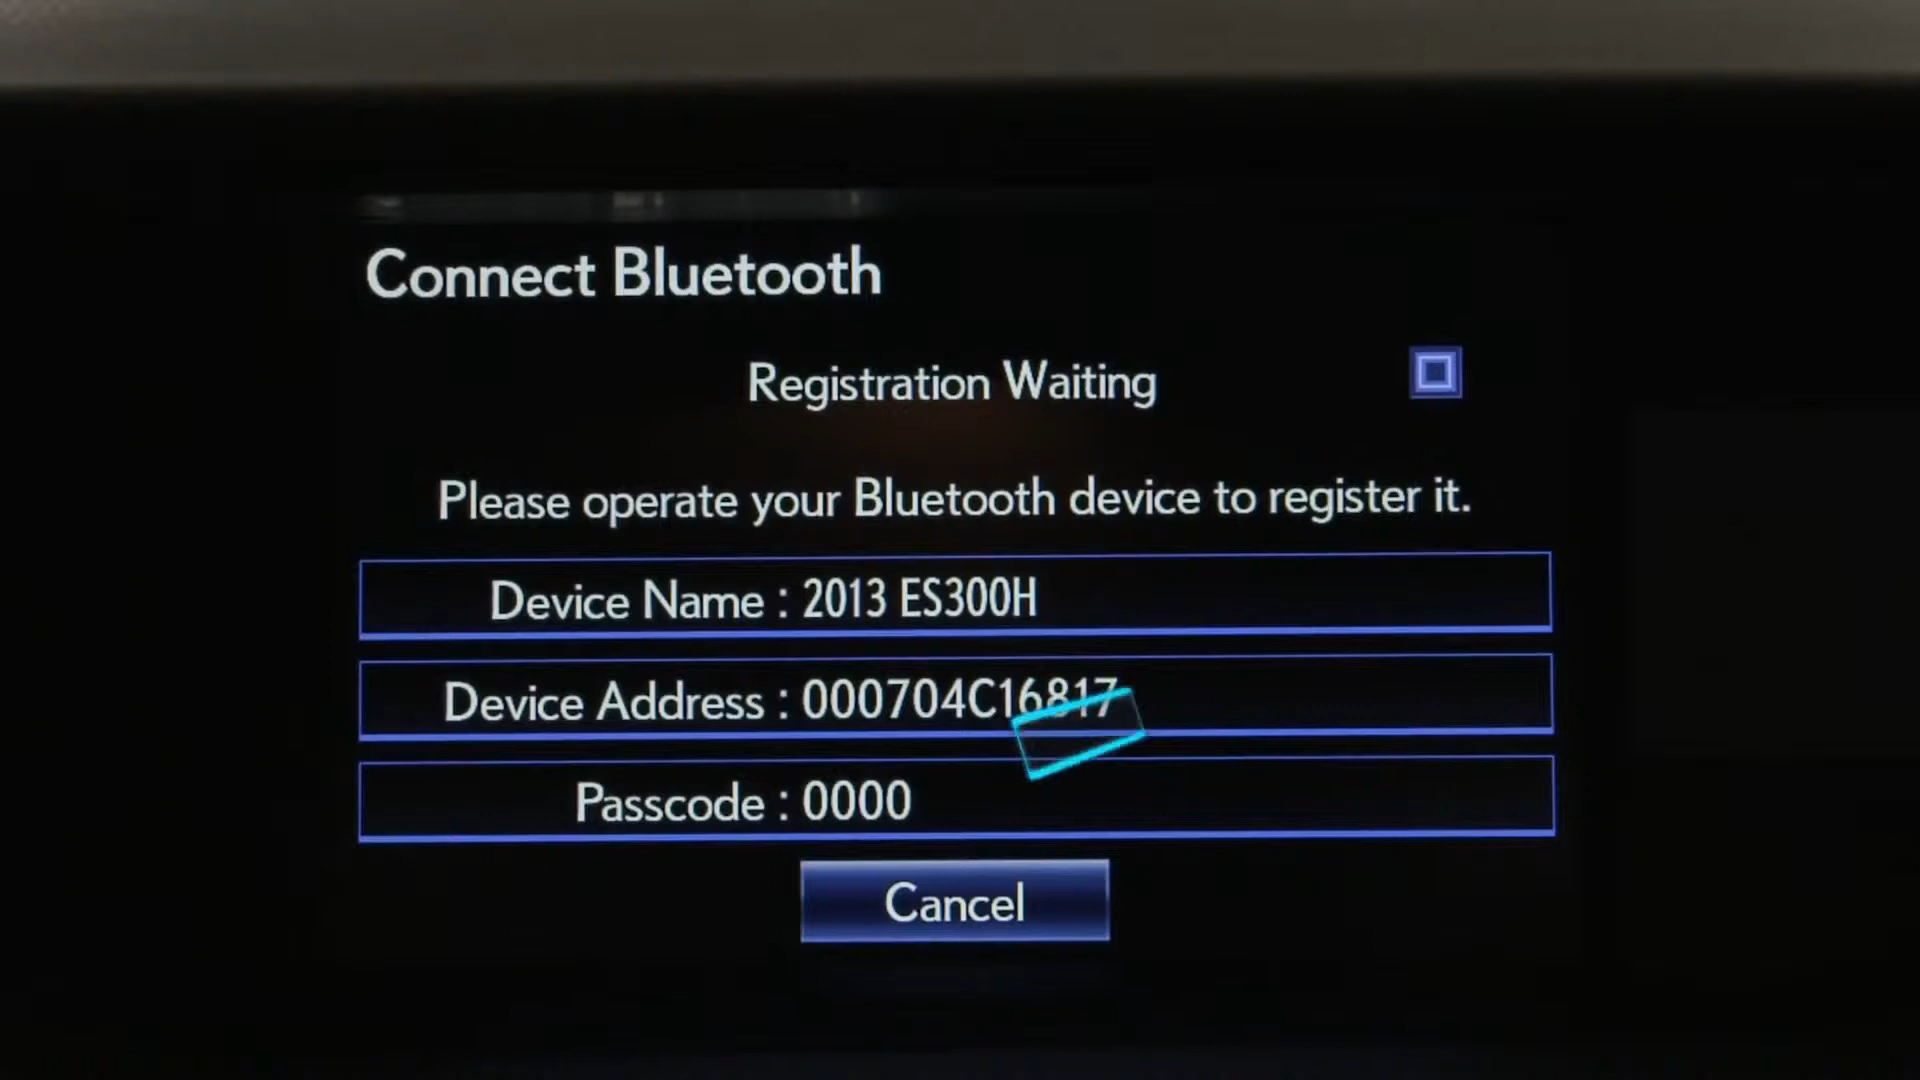 Connect Bluetooth
Registration Waiting
Please operate your Bluetooth device to register it.
Device Name : 2013 ES300H
Device Address : 000704C16817
Passcode : 0000
Cancel